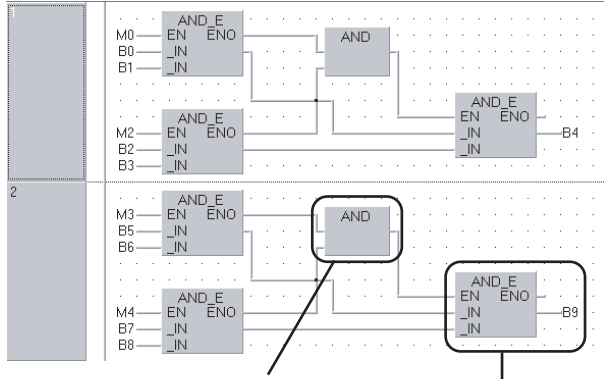 1
AND_E
M0 EN ENO
B0 _IN
B1 _IN
AND
AND_E
M2 EN ENO
B2 _IN
B3 _IN
AND_E
EN ENO
_IN B4
_IN
2
AND_E
M3 EN ENO
B5 _IN
B6 _IN
AND
AND_E
M4 EN ENO
B7 _IN
B8 _IN
AND_E
EN ENO
_IN B9
_IN